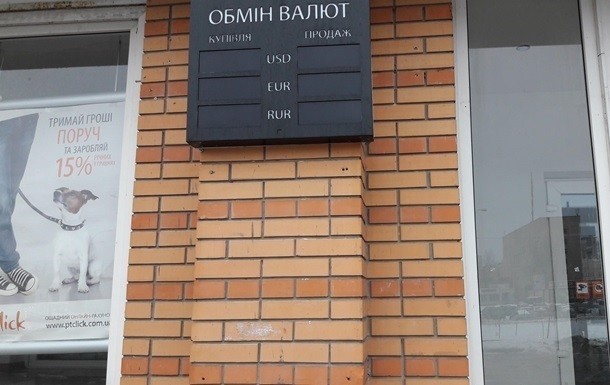 ОБМІН ВАЛЮТ
КУПІВЛЯ ПРОДАЖ
USD
EUR
RUR
ТРИМАЙ ГРОШІ
ПОРУЧ
ТА ЗАРОБЛЯЙ
15%
lick
www.ptclick.com.ua